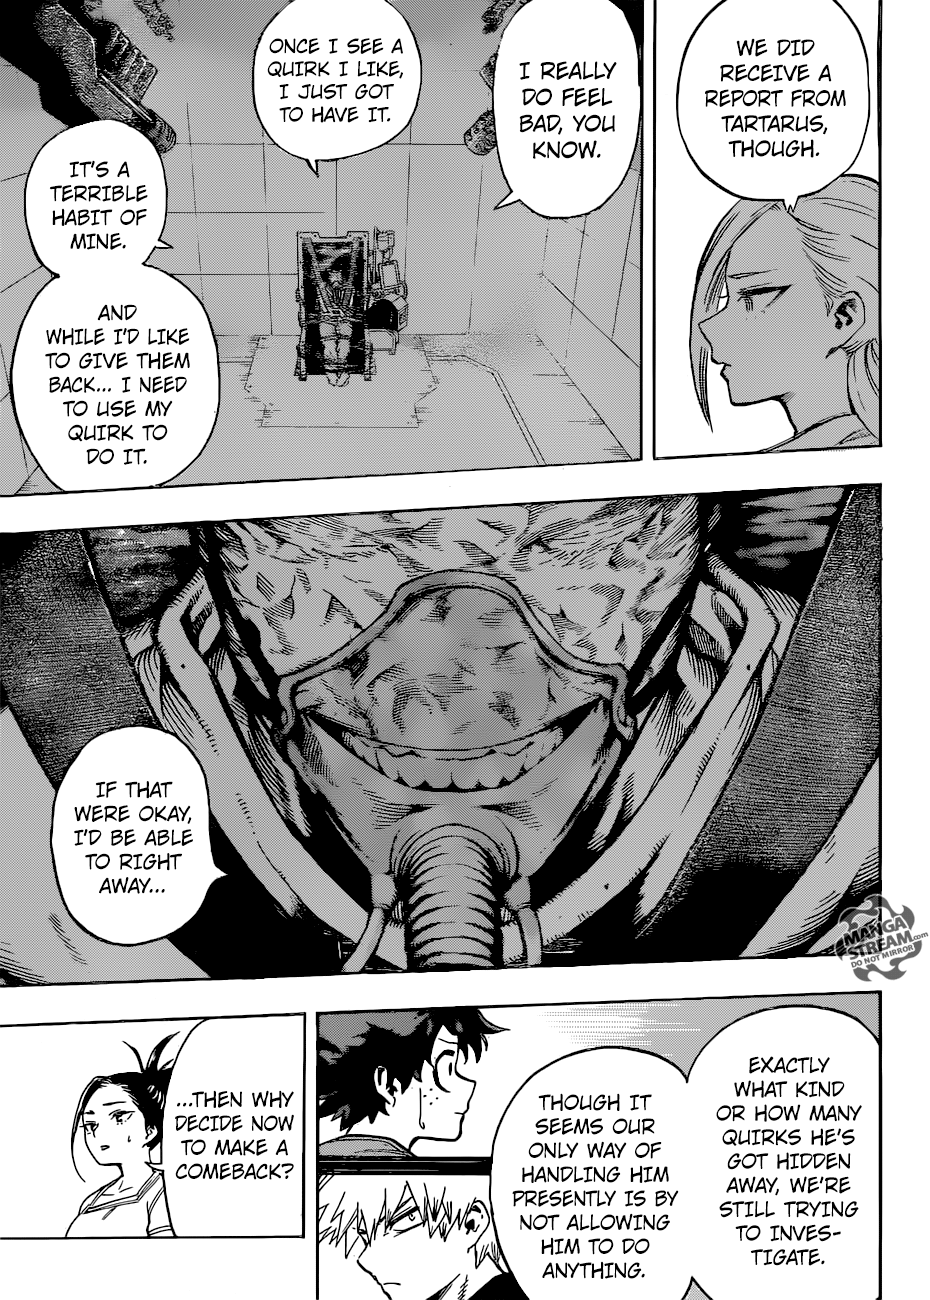 WE DID
RECEIVE A
REPORT FROM
TARTARUS,
THOUGH.
I REALLY
DO FEEL
BAD, YOU
KNOW.
ONCE I SEE A
QUIRK I LIKE,
I JUST GOT
TO HAVE IT.
IT'S A
TERRIBLE
HABIT OF
MINE.
AND
WHILE I'D LIKE
TO GIVE THEM
BACK... I NEED
TO USE MY
QUIRK TO
DO IT.
IF THAT
WERE OKAY,
I'D BE ABLE
TO RIGHT
AWAY...
MANGA
STREAM.com
DO NOT MIRROR
EXACTLY
WHAT KIND
OR HOW MANY
QUIRKS HE'S
GOT HIDDEN
AWAY, WE'RE
STILL TRYING
TO INVES-
TIGATE.
THOUGH IT
SEEMS OUR
ONLY WAY OF
HANDLING HIM
PRESENTLY IS BY
NOT ALLOWING
HIM TO DO
ANYTHING.
...THEN WHY
DECIDE NOW
TO MAKE A
COMEBACK?